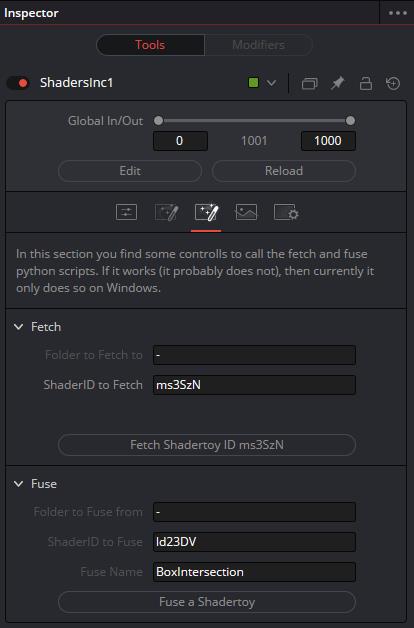 Inspector
Tools
Modifiers
ShadersInc1
Global In/Out
0
1001
1000
Edit
Reload
In this section you find some controlls to call the fetch and fuse
python scripts. If it works (it probably does not), then currently it
only does so on Windows.
Fetch
Folder to Fetch to
-
ShaderID to Fetch
ms3SzN
Fetch Shadertoy ID ms3SzN
Fuse
Folder to Fuse from
-
ShaderID to Fuse
ld23DV
Fuse Name
BoxIntersection
Fuse a Shadertoy